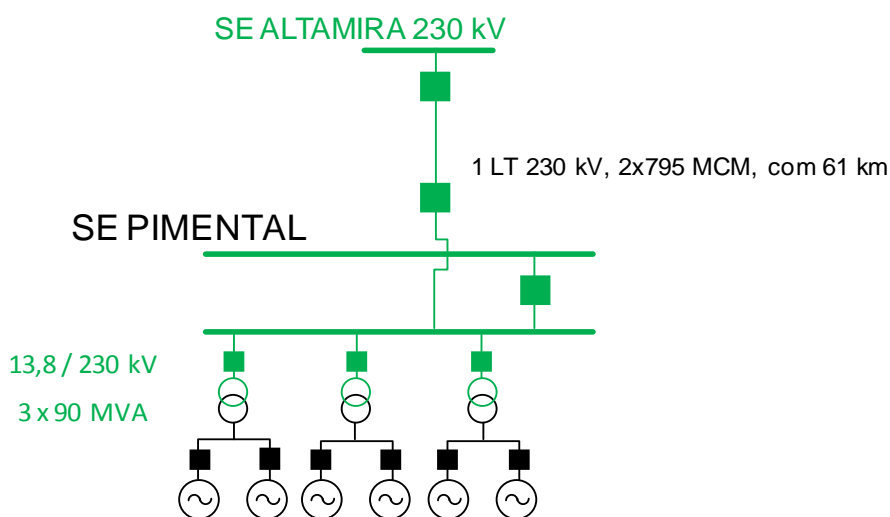 SE ALTAMIRA 230 kV
1 LT 230 kV, 2x795 MCM, com 61 km
SE PIMENTAL
13,8 / 230 kV
3 x 90 MVA